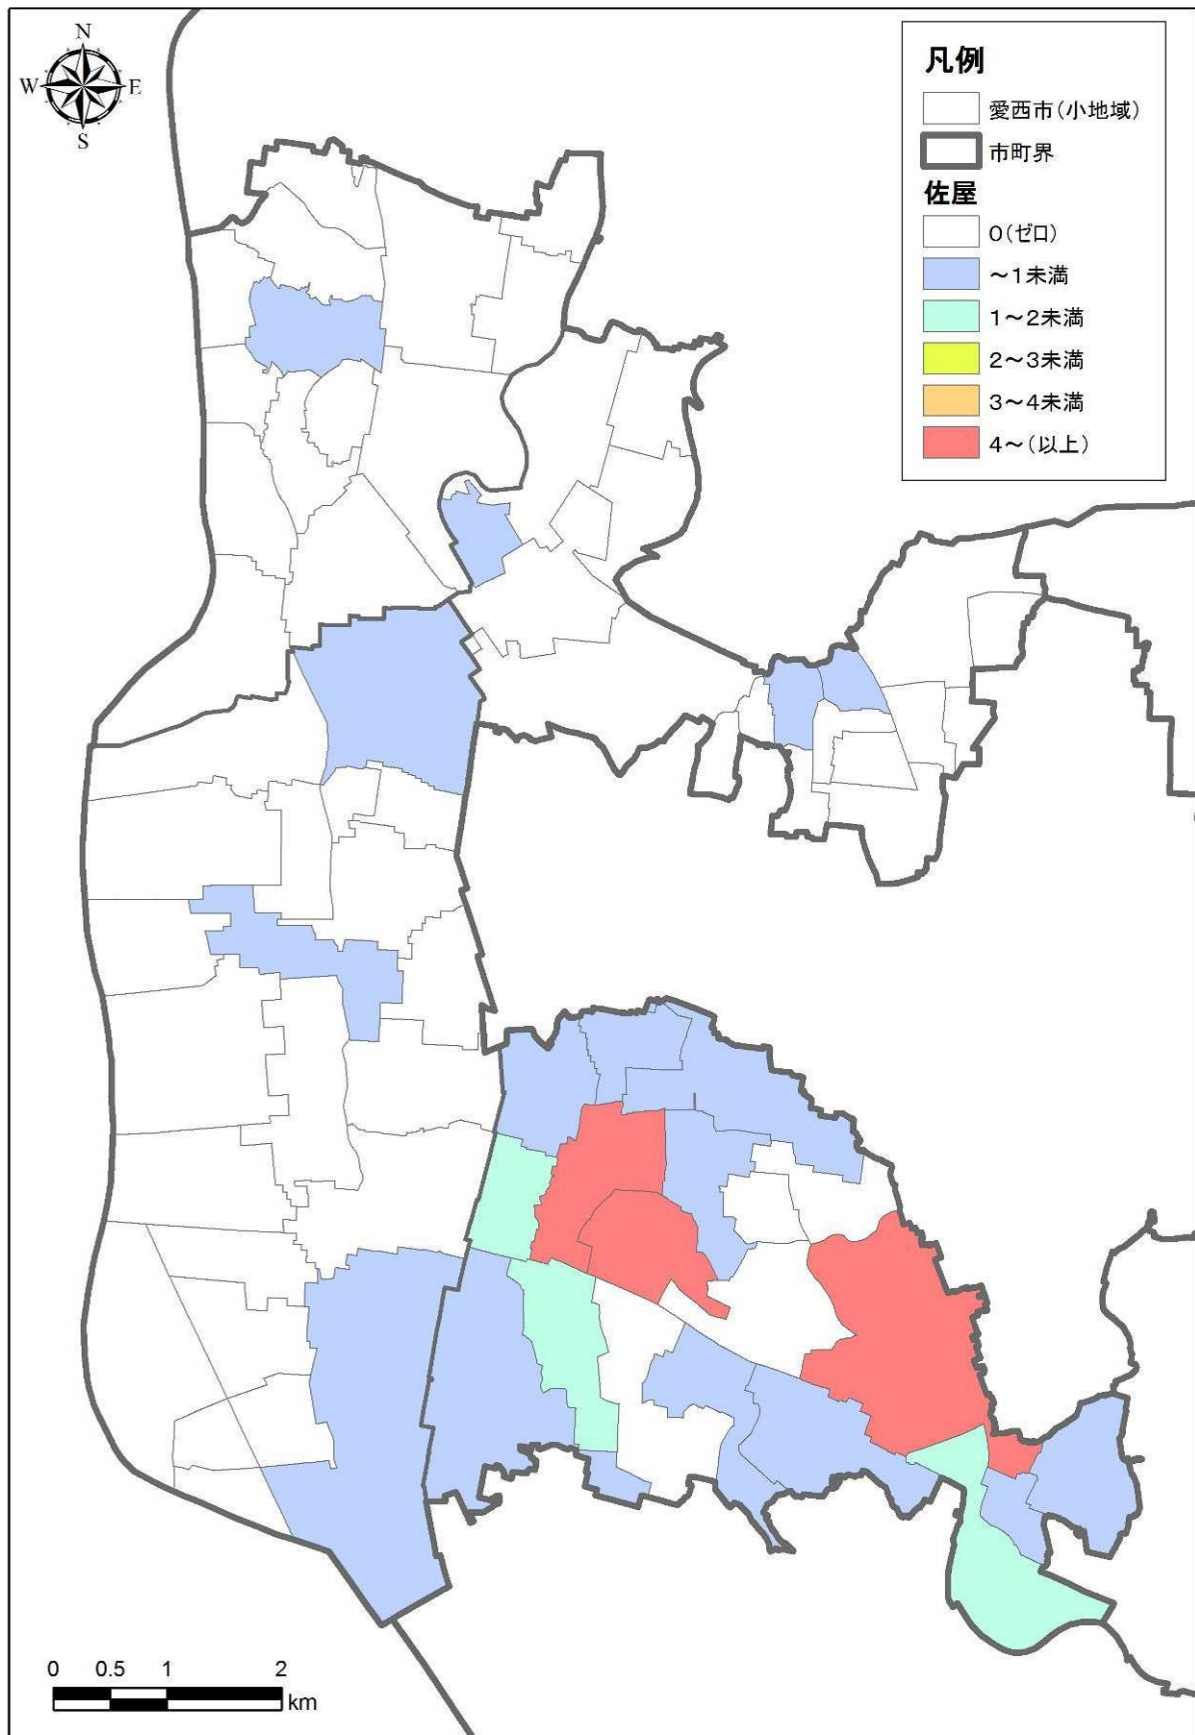 N
W E
S
凡例
愛西市(小地域)
市町界
佐屋
0(ゼロ)
～1未満
1～2未満
2～3未満
3～4未満
4～(以上)
0 0.5 1 2
km